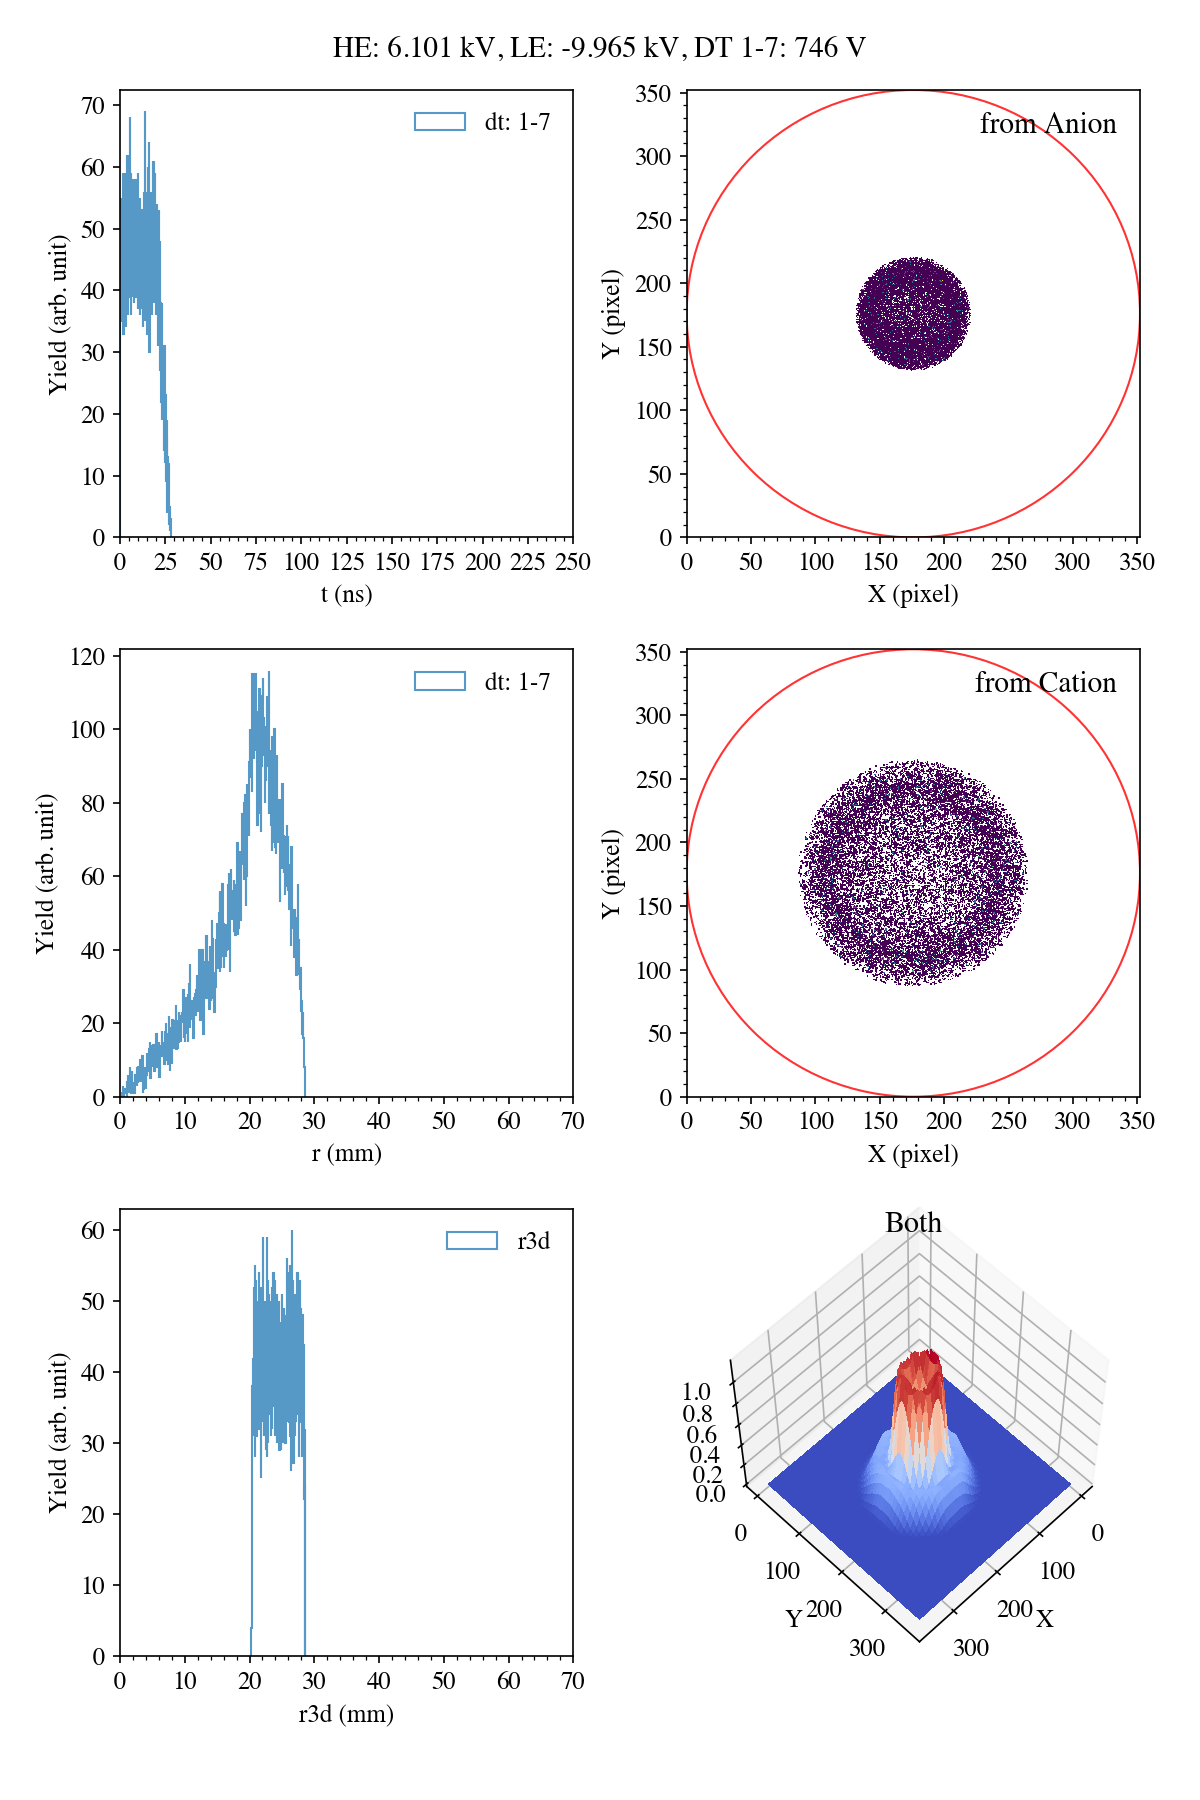 HE: 6.101 kV, LE: -9.965 kV, DT 1-7: 746 V
70
60
50
40
30
20
10
0
Yield (arb. unit)
dt: 1-7
0 25 50 75 100 125 150 175 200 225 250
t (ns)
350
300
250
200
150
100
50
0
Y (pixel)
from Anion
0 50 100 150 200 250 300 350
X (pixel)
120
100
80
60
40
20
0
Yield (arb. unit)
dt: 1-7
0 10 20 30 40 50 60 70
r (mm)
350
300
250
200
150
100
50
0
Y (pixel)
from Cation
0 50 100 150 200 250 300 350
X (pixel)
60
50
40
30
20
10
0
Yield (arb. unit)
r3d
0 10 20 30 40 50 60 70
r3d (mm)
Both
1.0
0.8
0.6
0.4
0.2
0.0
0
100
200
300
Y
0
100
200
300
X